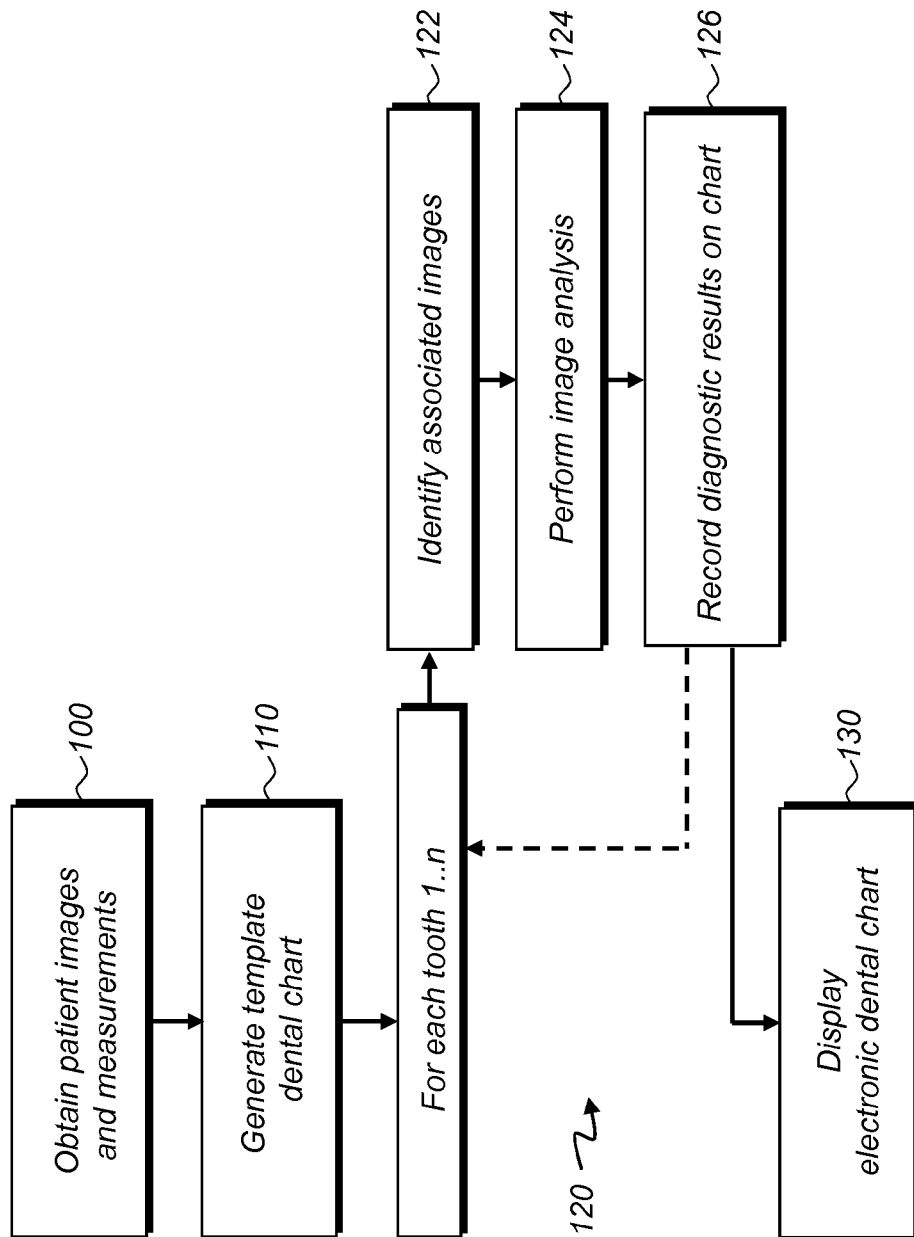 100
Obtain patient images
and measurements
110
Generate template
dental chart
For each tooth 1..n
120
122
Identify associated images
124
Perform image analysis
126
Record diagnostic results on chart
130
Display
electronic dental chart